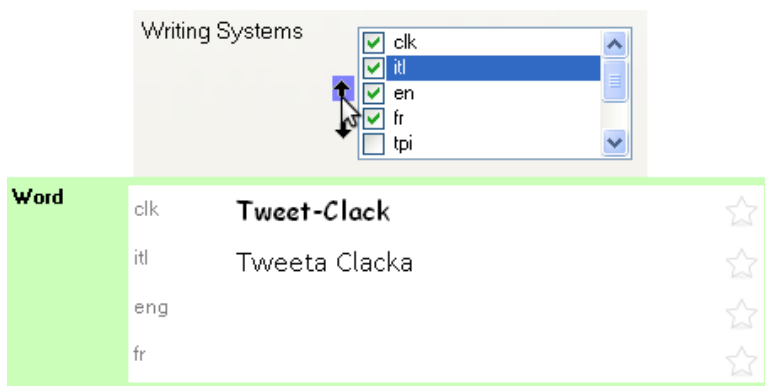 Writing Systems
clk
itl
en
fr
tpi
Word
clk Tweet-Clack
itl Tweeta Clacka
eng
fr